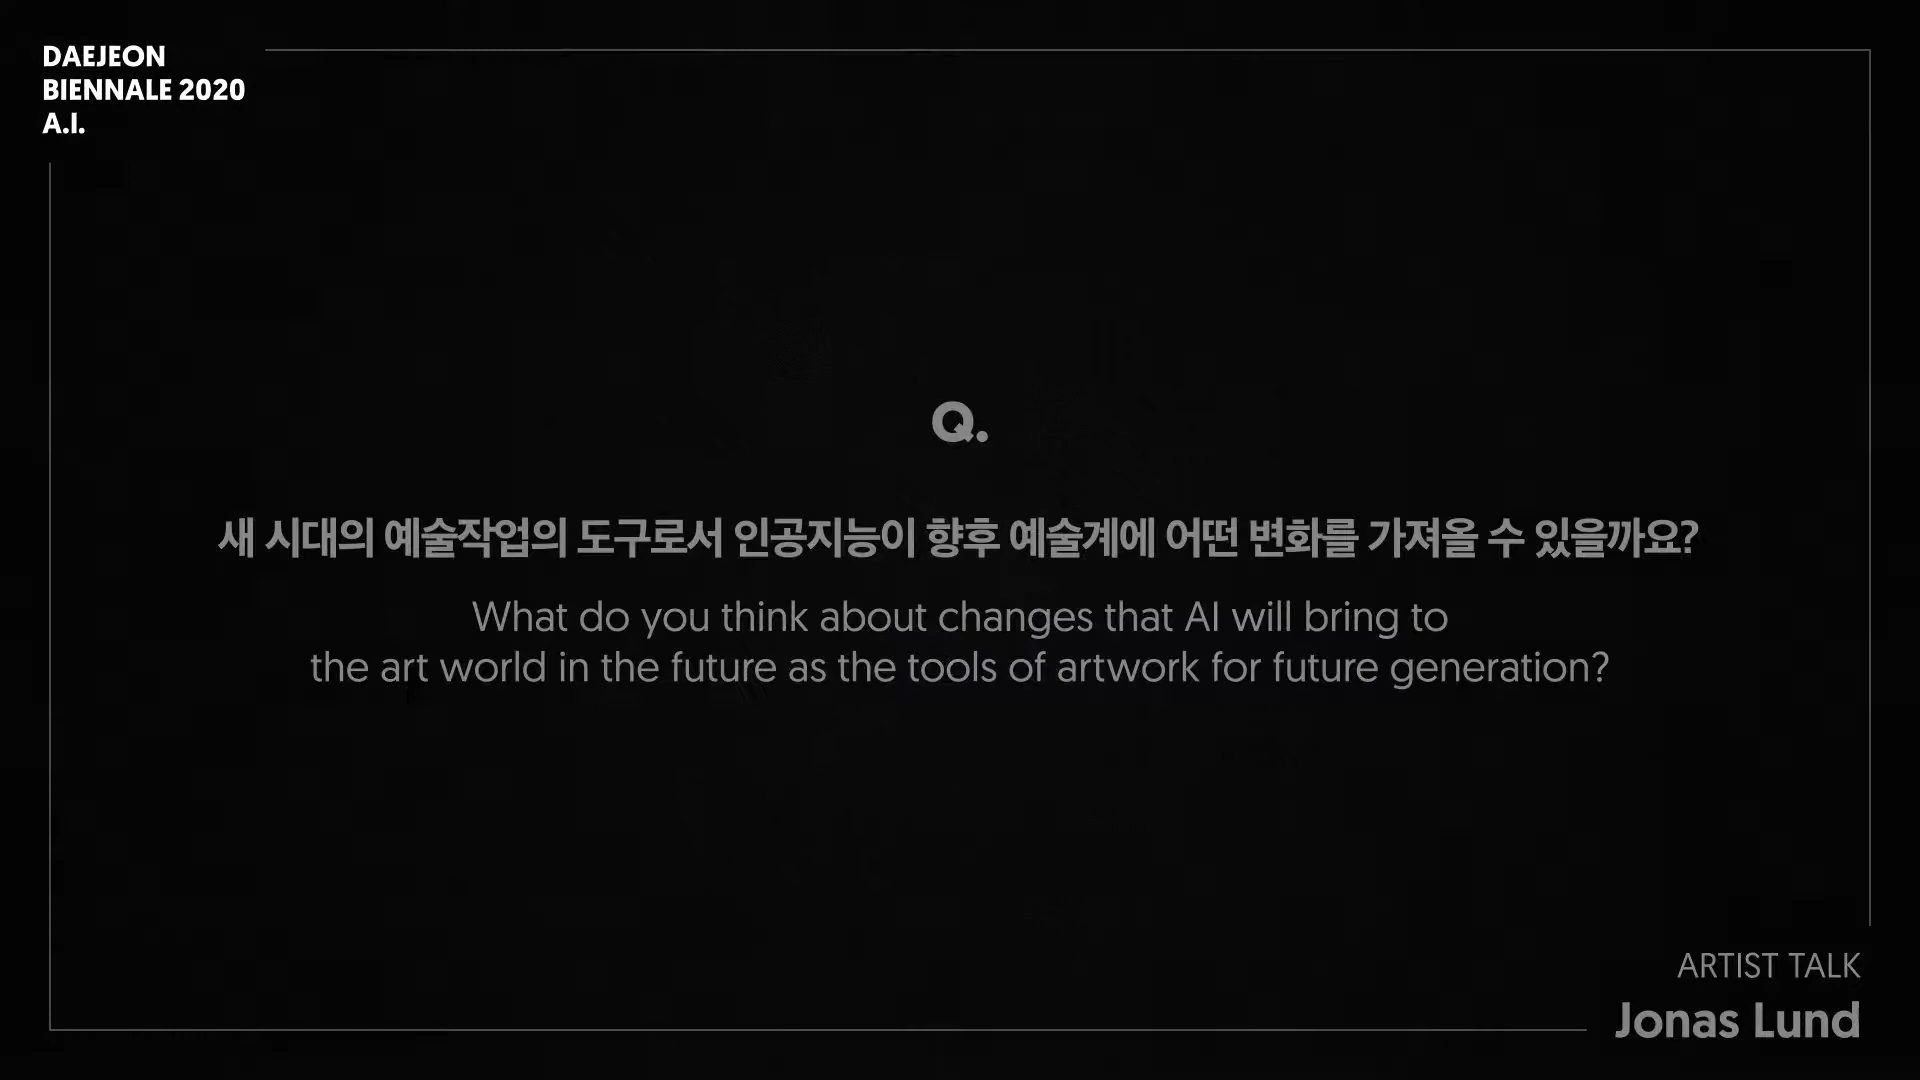 DAEJEON
BIENNALE 2020
A.I.
Q.
새 시대의 예술작업의 도구로서 인공지능이 향후 예술계에 어떤 변화를 가져올 수 있을까요?
What do you think about changes that AI will bring to
the art world in the future as the tools of artwork for future generation?
ARTIST TALK
Jonas Lund